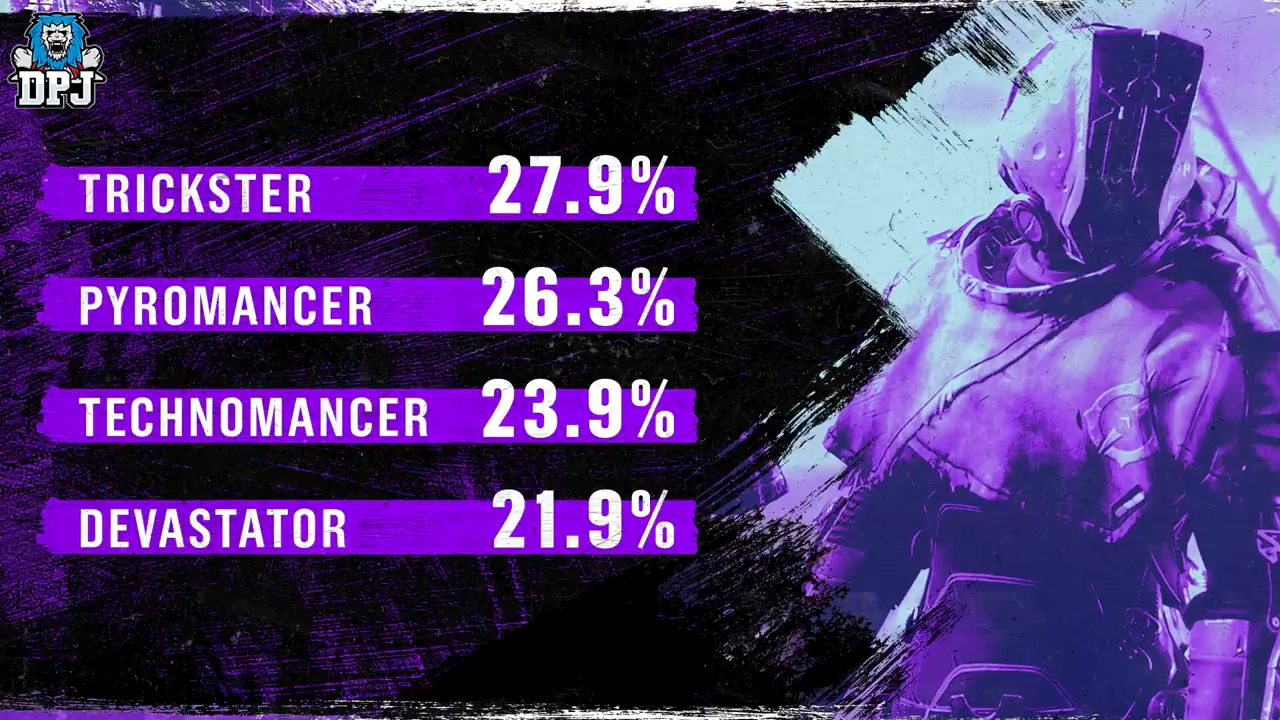 DPJ
TRICKSTER 27.9%
PYROMANCER 26.3%
TECHNOMANCER 23.9%
DEVASTATOR 21.9%